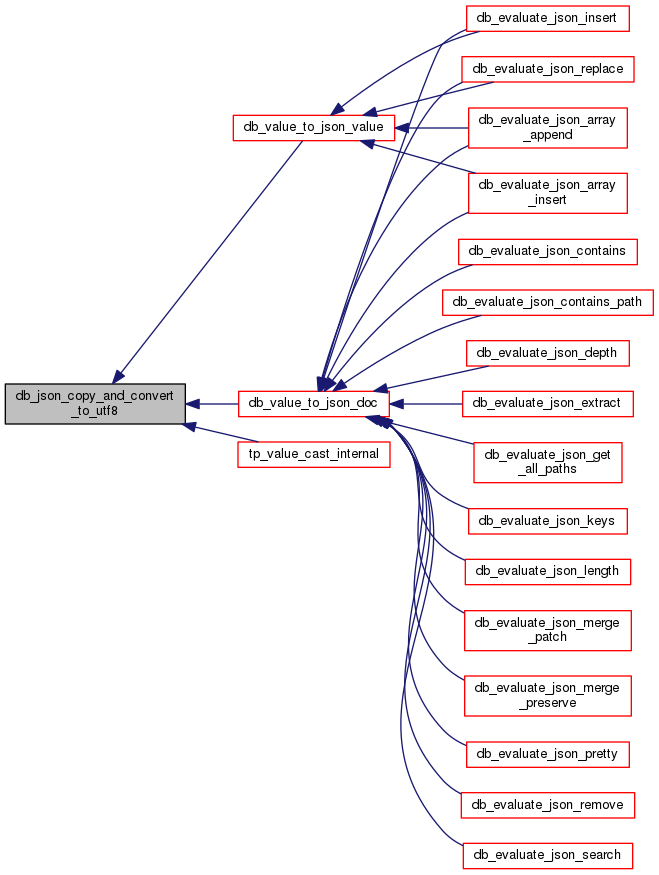 db_evaluate_json_insert
db_evaluate_json_replace
db_value_to_json_value
db_evaluate_json_array
_append
db_evaluate_json_array
_insert
db_evaluate_json_contains
db_evaluate_json_contains_path
db_evaluate_json_depth
db_json_copy_and_convert
_to_utf8
db_value_to_json_doc
db_evaluate_json_extract
tp_value_cast_internal
db_evaluate_json_get
_all_paths
db_evaluate_json_keys
db_evaluate_json_length
db_evaluate_json_merge
_patch
db_evaluate_json_merge
_preserve
db_evaluate_json_pretty
db_evaluate_json_remove
db_evaluate_json_search